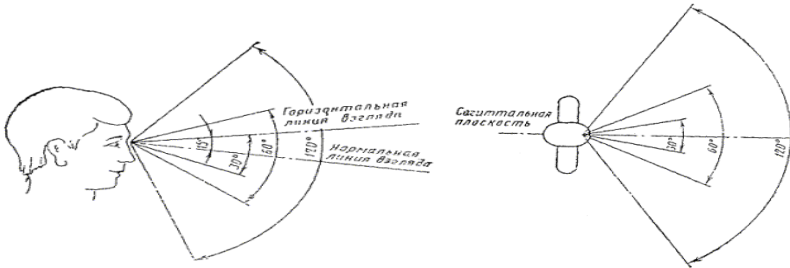 Горизонтальная
линия взгляда
15°
30°
60°
120°
Нормальная
линия взгляда
Сагиттальная
плоскость
30°
60°
120°